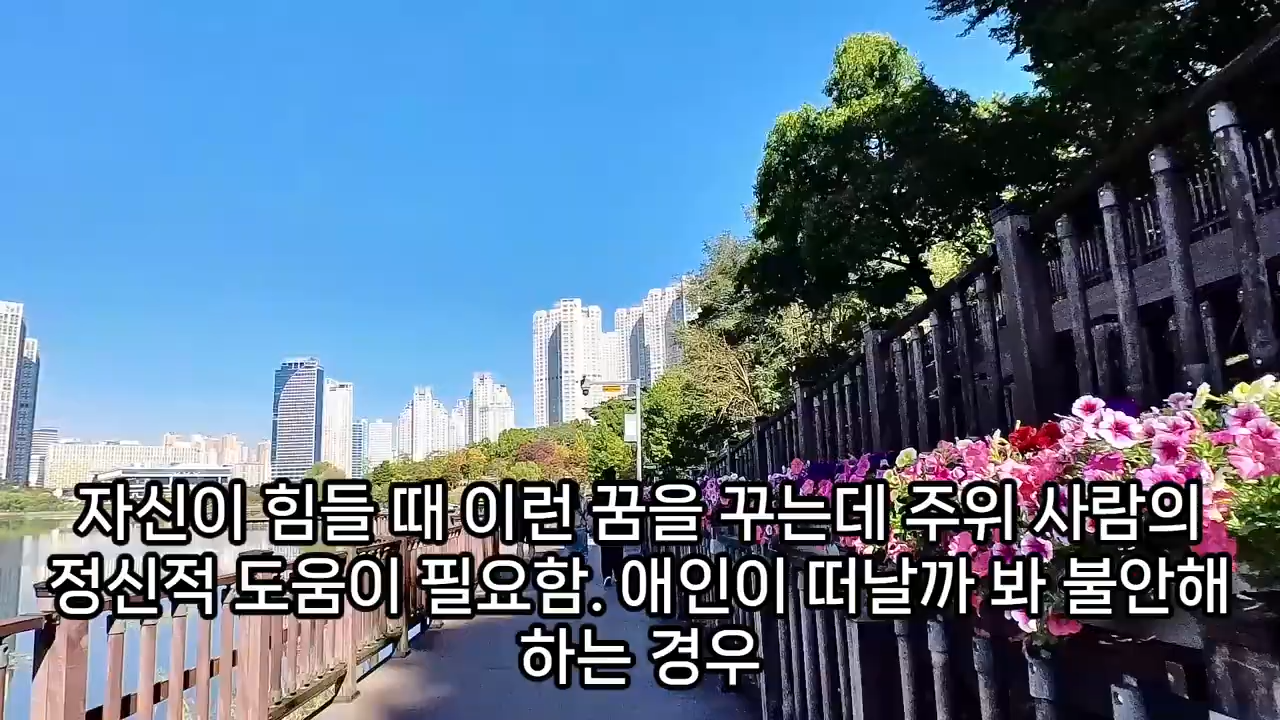 자신이 힘들 때 이런 꿈을 꾸는데 주위 사람의
정신적 도움이 필요함. 애인이 떠날까 봐 불안해
하는 경우